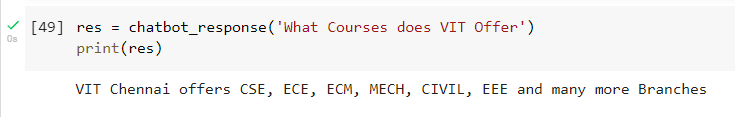 [49] res = chatbot_response('What Courses does VIT Offer')
print(res)
0s
VIT Chennai offers CSE, ECE, ECM, MECH, CIVIL, EEE and many more Branches